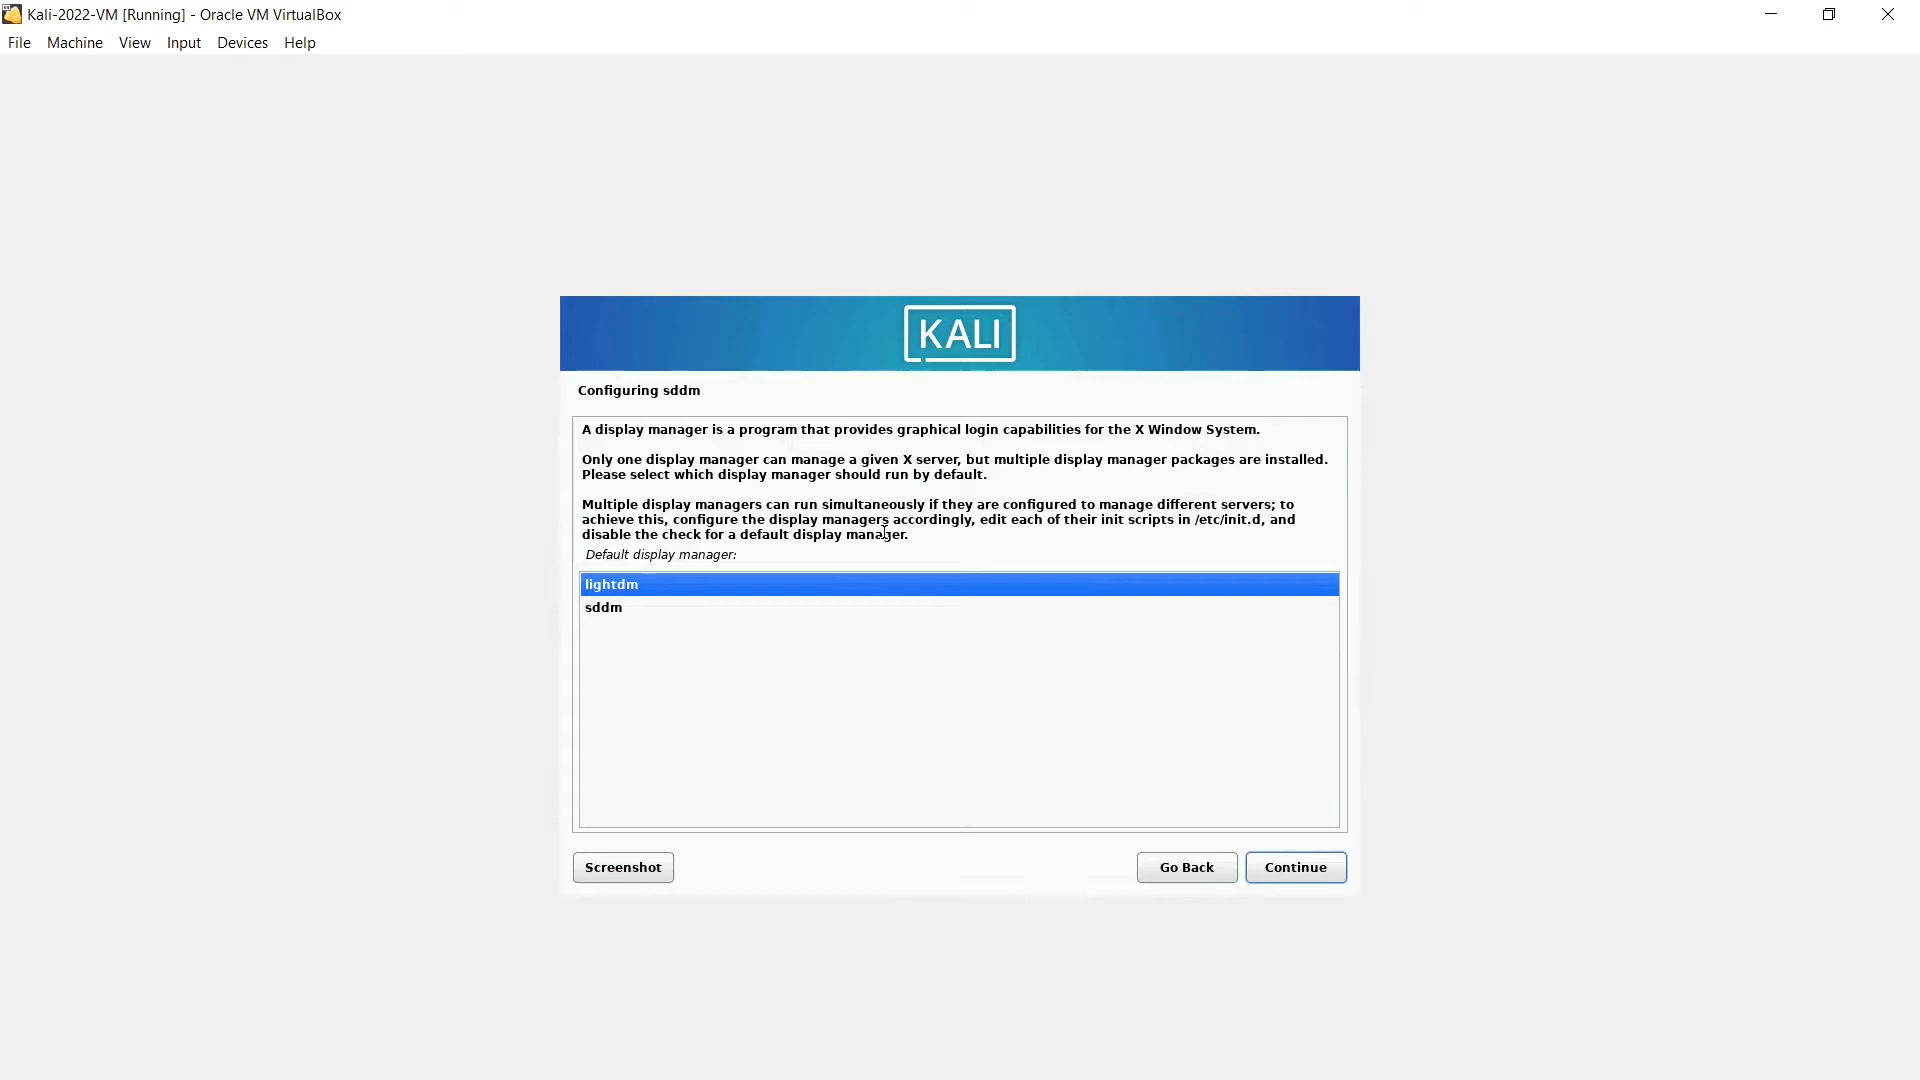 Kali-2022-VM [Running] - Oracle VM VirtualBox
File Machine View Input Devices Help
KALI
Configuring sddm
A display manager is a program that provides graphical login capabilities for the X Window System.
Only one display manager can manage a given X server, but multiple display manager packages are installed.
Please select which display manager should run by default.
Multiple display managers can run simultaneously if they are configured to manage different servers; to
achieve this, configure the display managers accordingly, edit each of their init scripts in /etc/init.d, and
disable the check for a default display manager.
Default display manager:
lightdm
sddm
Screenshot Go Back Continue